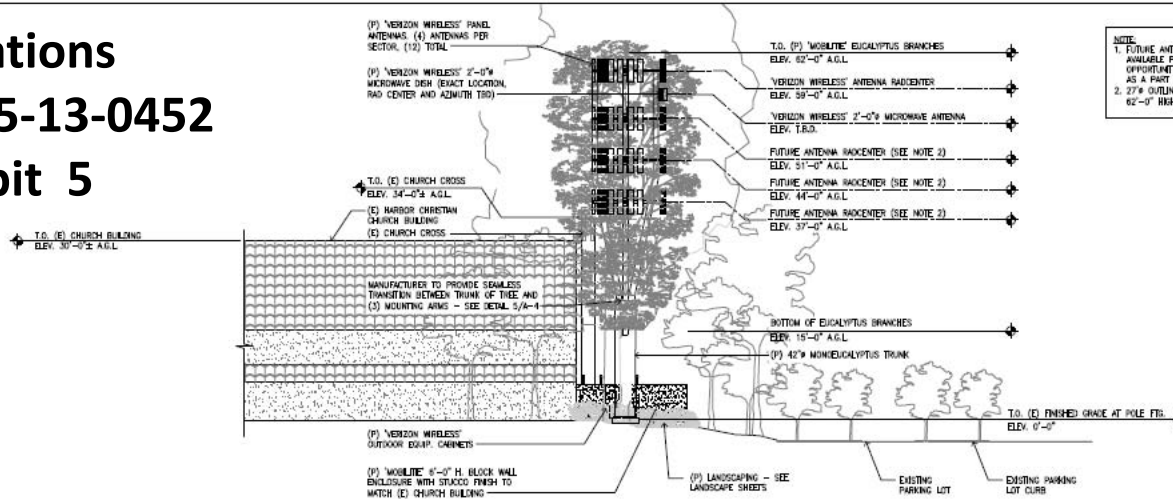 ations
5-13-0452
bit 5
(P) 'VERIZON WIRELESS' PANEL
ANTENNAS. (4) ANTENNAS PER
SECTOR, (12) TOTAL
(P) 'VERIZON WIRELESS' 2'-0"ø
MICROWAVE DISH (EXACT LOCATION,
RAD CENTER AND AZIMUTH TBD)
T.O. (E) CHURCH CROSS
ELEV. 34'-0"± A.G.L.
(E) HARBOR CHRISTIAN
CHURCH BUILDING
(E) CHURCH CROSS
T.O. (E) CHURCH BUILDING
ELEV. 30'-0"± A.G.L
MANUFACTURER TO PROVIDE SEAMLESS
TRANSITION BETWEEN TRUNK OF TREE AND
(3) MOUNTING ARMS - SEE DETAIL 5/A-4
(P) 'VERIZON WIRELESS'
OUTDOOR EQUIP. CABINETS
(P) 'MOBILITIE' 6'-0" H. BLOCK WALL
ENCLOSURE WITH STUCCO FINISH TO
MATCH (E) CHURCH BUILDING
T.O. (P) 'MOBILITIE' EUCALYPTUS BRANCHES
ELEV. 62'-0" A.G.L
'VERIZON WIRELESS' ANTENNA RADCENTER
ELEV. 59'-0" A.G.L
'VERIZON WIRELESS' 2'-0"ø MICROWAVE ANTENNA
ELEV. T.B.D.
FUTURE ANTENNA RADCENTER (SEE NOTE 2)
ELEV. 51'-0" A.G.L
FUTURE ANTENNA RADCENTER (SEE NOTE 2)
ELEV. 44'-0" A.G.L
FUTURE ANTENNA RADCENTER (SEE NOTE 2)
ELEV. 37'-0" A.G.L
BOTTOM OF EUCALYPTUS BRANCHES
ELEV. 15'-0" A.G.L
(P) 42"ø MONOEUCALYPTUS TRUNK
T.O. (E) FINISHED GRADE AT POLE FTG.
ELEV. 0'-0"
(P) LANDSCAPING - SEE
LANDSCAPE SHEETS
EXISTING
PARKING LOT
EXISTING PARKING
LOT CURB
NOTE:
1. FUTURE ANT
AVAILABLE P
OPPORTUNIT
AS A PART
2. 27'ø OUTLIN
62'-0" HIGH